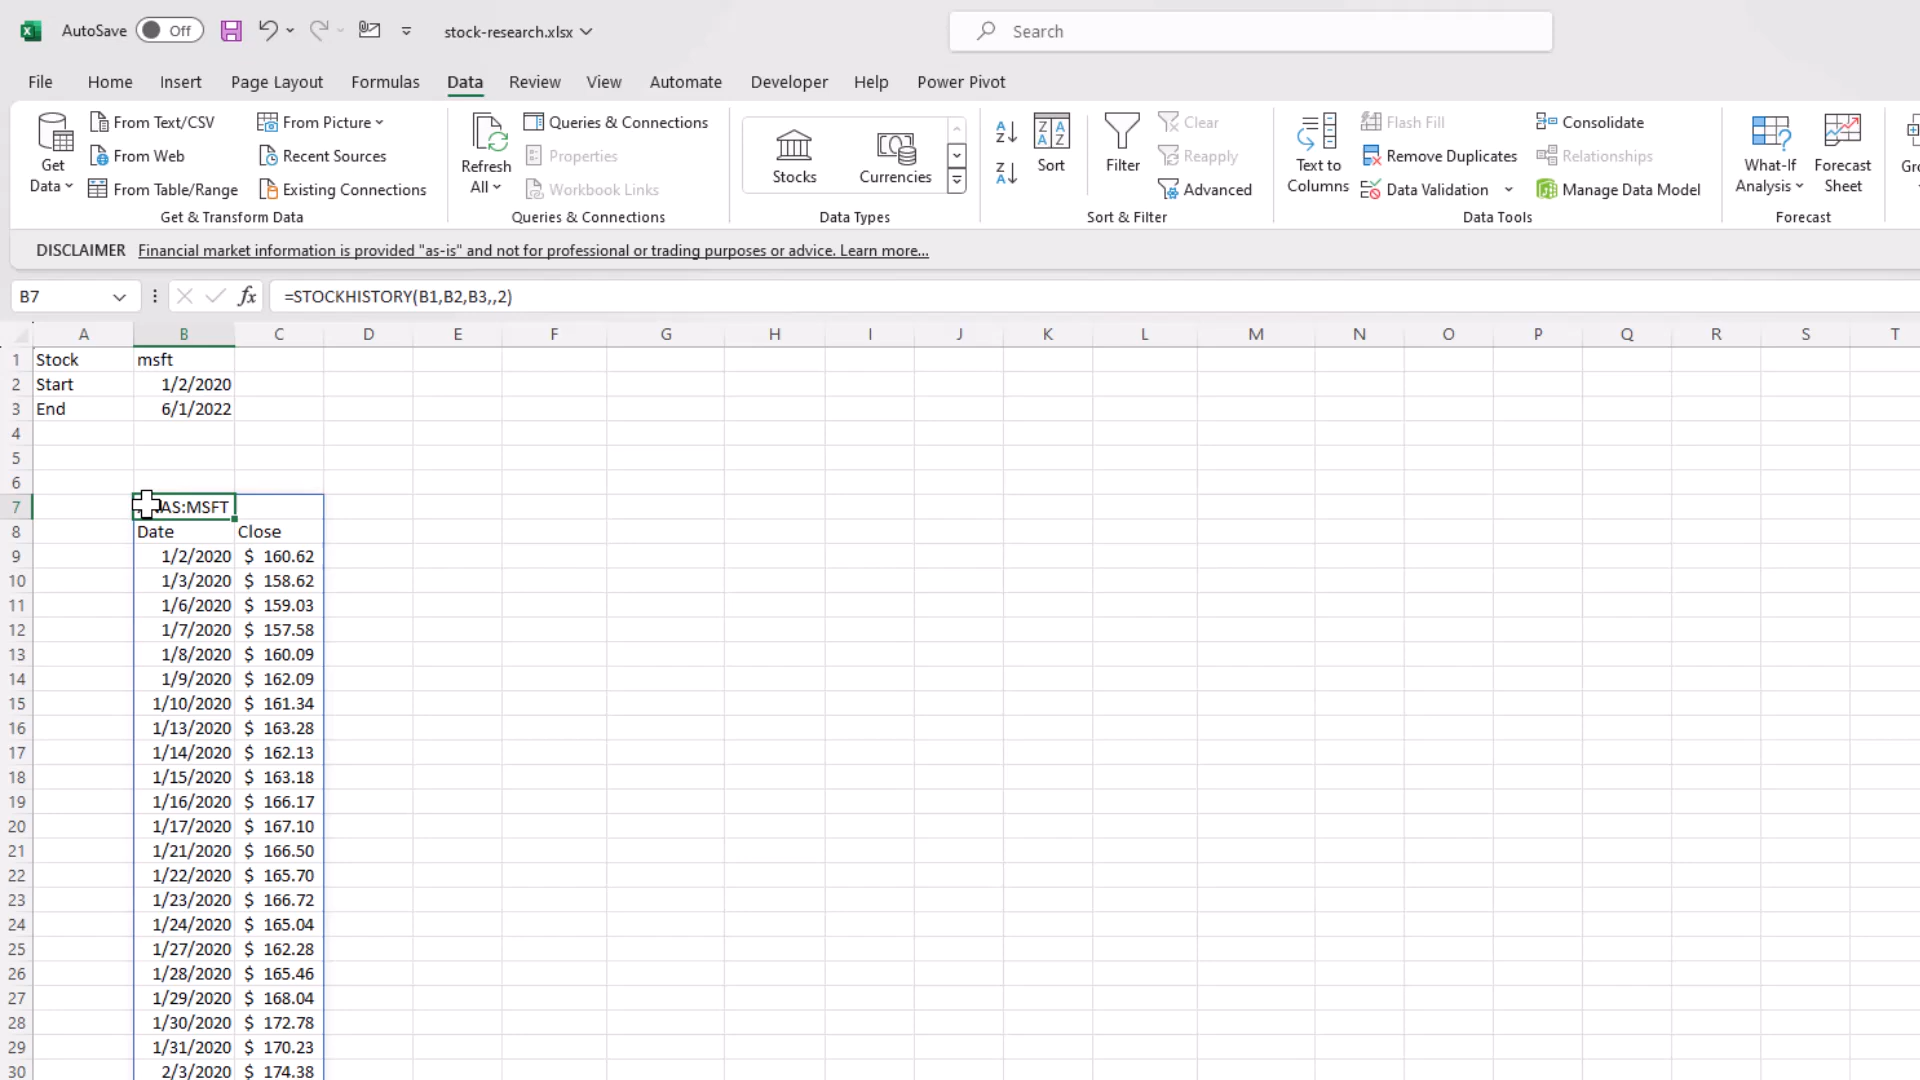 AutoSave Off stock-research.xlsx Search
File Home Insert Page Layout Formulas Data Review View Automate Developer Help Power Pivot
Get Data
From Text/CSV
From Web
From Table/Range
From Picture
Recent Sources
Existing Connections
Get & Transform Data
Refresh All
Queries & Connections
Properties
Workbook Links
Queries & Connections
Stocks
Currencies
Data Types
Sort
Filter
Clear
Reapply
Advanced
Sort & Filter
Text to Columns
Flash Fill
Remove Duplicates
Data Validation
Consolidate
Relationships
Manage Data Model
Data Tools
What-If Analysis
Forecast Sheet
Forecast
DISCLAIMER Financial market information is provided "as-is" and not for professional or trading purposes or advice. Learn more...
B7 fx =STOCKHISTORY(B1,B2,B3,,2)
A B C D E F G H I J K L M N O P Q R S T
1 Stock msft
2 Start 1/2/2020
3 End 6/1/2022
4
5
6
7 AS:MSFT
8 Date Close
9 1/2/2020 $ 160.62
10 1/3/2020 $ 158.62
11 1/6/2020 $ 159.03
12 1/7/2020 $ 157.58
13 1/8/2020 $ 160.09
14 1/9/2020 $ 162.09
15 1/10/2020 $ 161.34
16 1/13/2020 $ 163.28
17 1/14/2020 $ 162.13
18 1/15/2020 $ 163.18
19 1/16/2020 $ 166.17
20 1/17/2020 $ 167.10
21 1/21/2020 $ 166.50
22 1/22/2020 $ 165.70
23 1/23/2020 $ 166.72
24 1/24/2020 $ 165.04
25 1/27/2020 $ 162.28
26 1/28/2020 $ 165.46
27 1/29/2020 $ 168.04
28 1/30/2020 $ 172.78
29 1/31/2020 $ 170.23
30 2/3/2020 $ 174.38